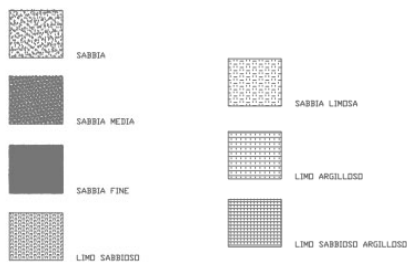 SABBIA
SABBIA MEDIA
SABBIA FINE
LIMO SABBIOSO
SABBIA LIMOSA
LIMO ARGILLOSO
LIMO SABBIOSO ARGILLOSO